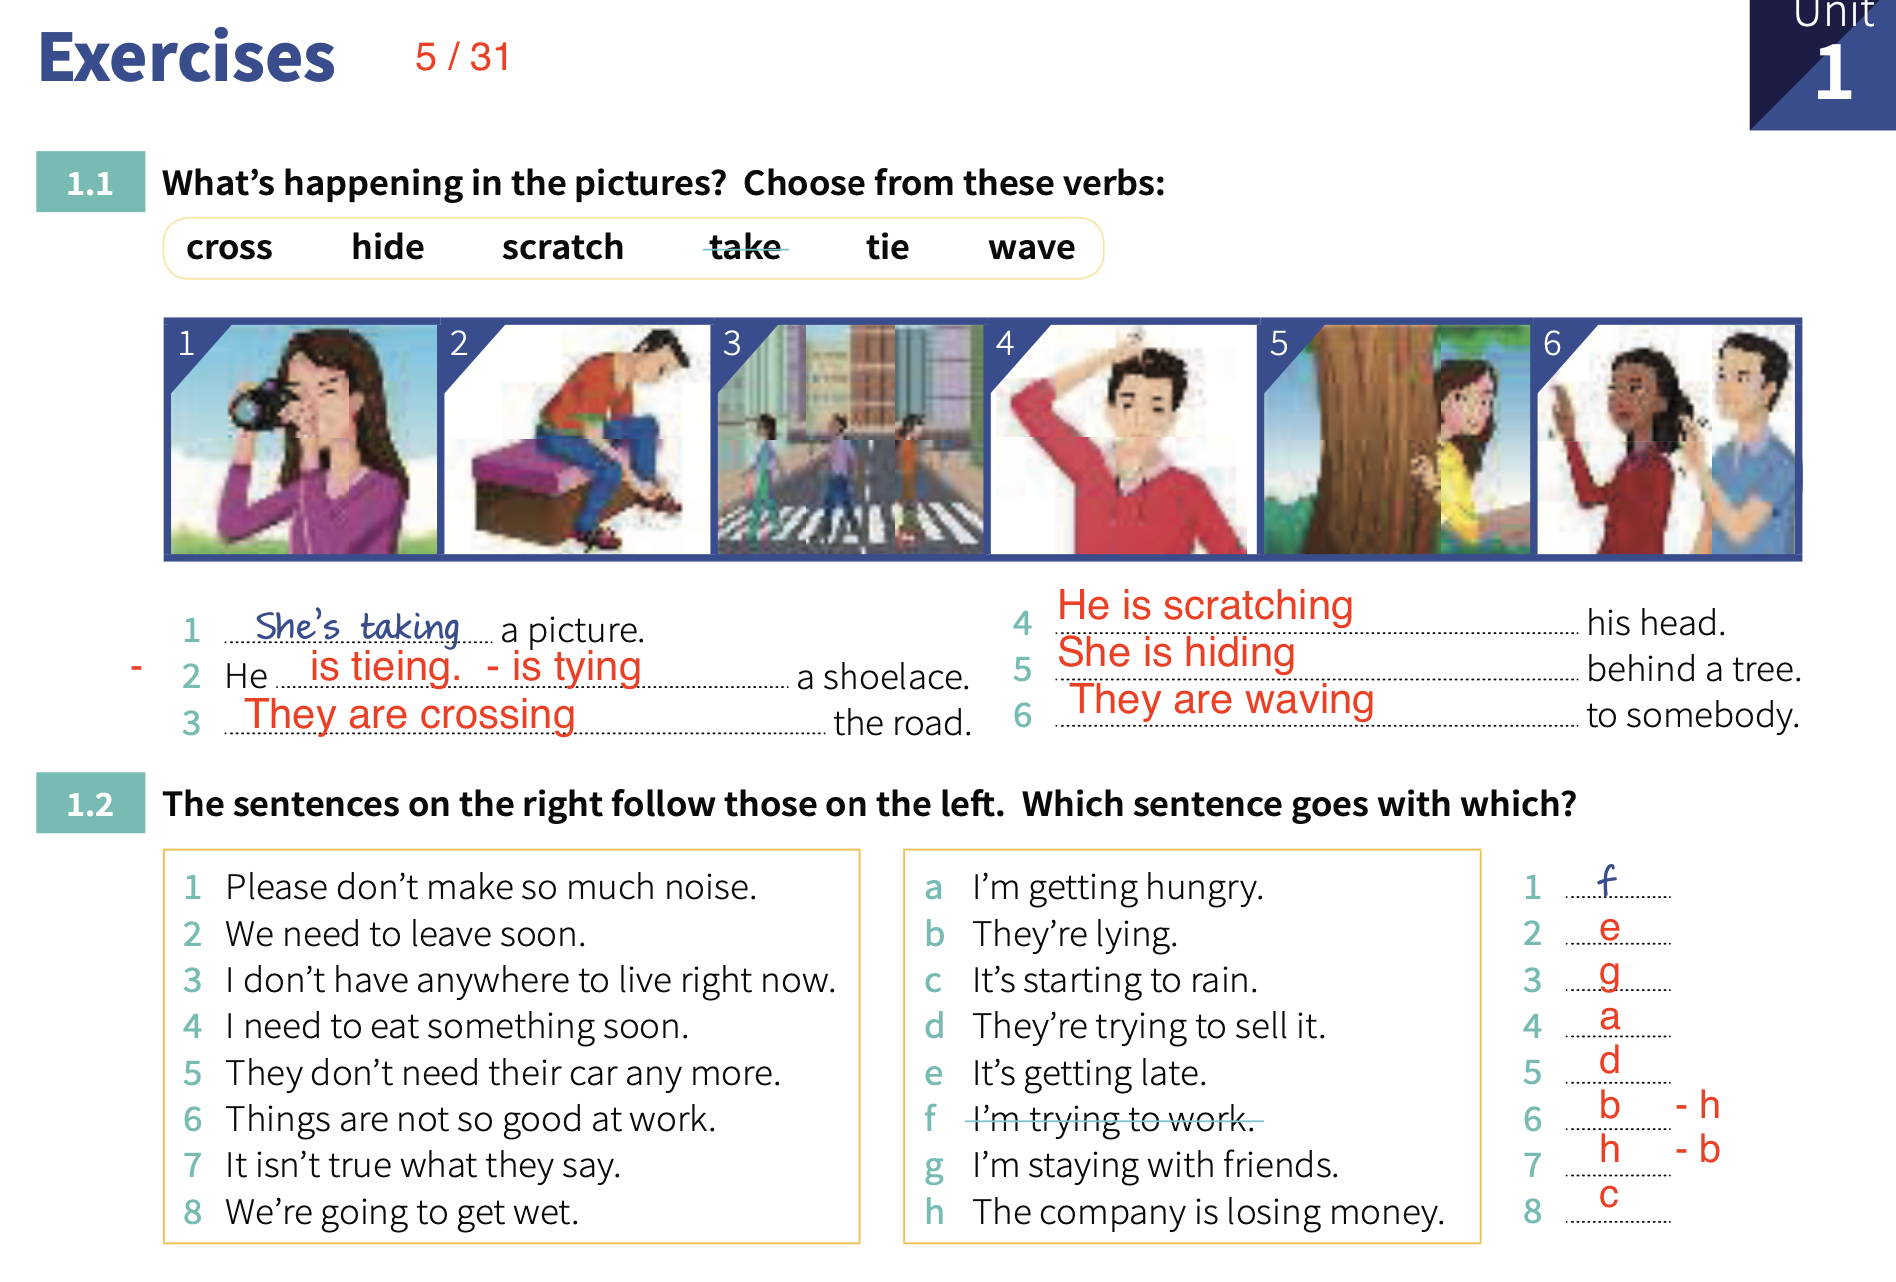 Unit
1
Exercises 5 / 31
1.1 What's happening in the pictures? Choose from these verbs:
cross hide scratch take tie wave
1 2 3 4 5 6
1 She's taking a picture.
- 2 He is tieing. - is tying a shoelace.
3 They are crossing the road.
4 He is scratching his head.
5 She is hiding behind a tree.
6 They are waving to somebody.
1.2 The sentences on the right follow those on the left. Which sentence goes with which?
1 Please don't make so much noise.
2 We need to leave soon.
3 I don't have anywhere to live right now.
4 I need to eat something soon.
5 They don't need their car any more.
6 Things are not so good at work.
7 It isn't true what they say.
8 We're going to get wet.
a I'm getting hungry.
b They're lying.
c It's starting to rain.
d They're trying to sell it.
e It's getting late.
f I'm trying to work.
g I'm staying with friends.
h The company is losing money.
1 f
2 e
3 g
4 a
5 d
6 b - h
7 h - b
8 c